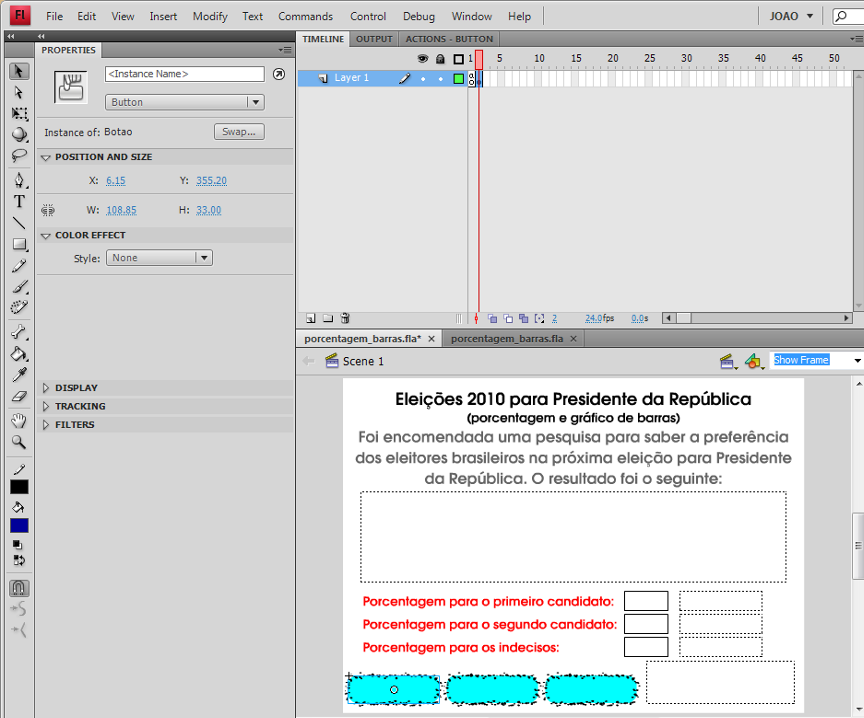 Fl File Edit View Insert Modify Text Commands Control Debug Window Help JOAO
PROPERTIES
<Instance Name>
Button
Instance of: Botao Swap...
POSITION AND SIZE
X: 6.15 Y: 355.20
W: 108.85 H: 33.00
COLOR EFFECT
Style: None
DISPLAY
TRACKING
FILTERS
T
TIMELINE OUTPUT ACTIONS - BUTTON
1 5 10 15 20 25 30 35 40 45 50
Layer 1
2 24.0fps 0.0s
porcentagem_barras.fla* × porcentagem_barras.fla ×
Scene 1 Show Frame
Eleições 2010 para Presidente da República
(porcentagem e gráfico de barras)
Foi encomendada uma pesquisa para saber a preferência
dos eleitores brasileiros na próxima eleição para Presidente
da República. O resultado foi o seguinte:
Porcentagem para o primeiro candidato:
Porcentagem para o segundo candidato:
Porcentagem para os indecisos: